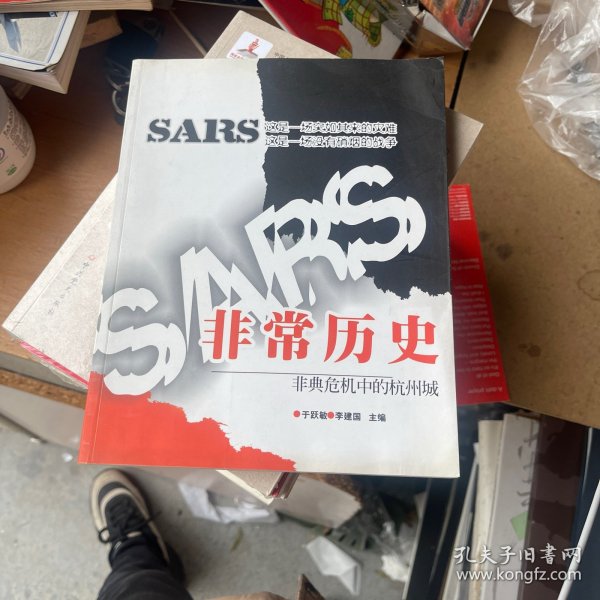 SARS
这是一场突如其来的灾难
这是一场没有硝烟的战争
SARS
非常历史
非典危机中的杭州城
于跃敏 李建国 主编
孔夫子旧书网
www.kongfz.com